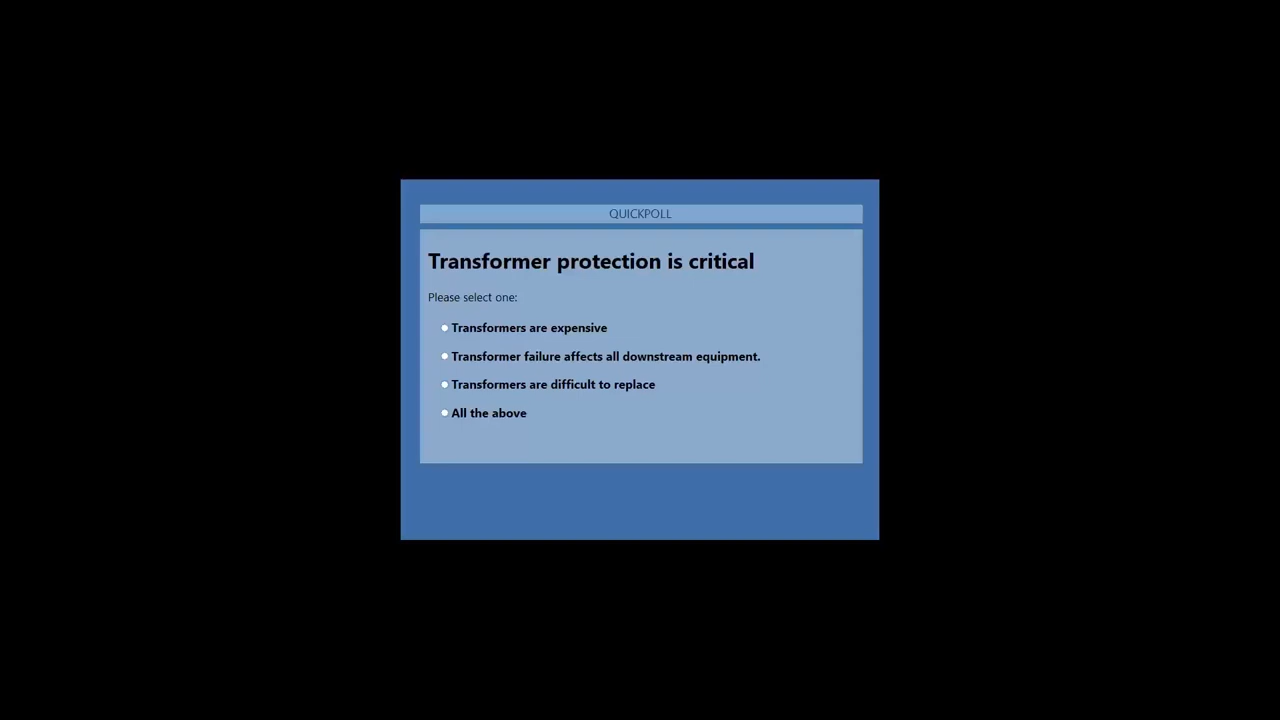 QUICKPOLL
Transformer protection is critical
Please select one:
Transformers are expensive
Transformer failure affects all downstream equipment.
Transformers are difficult to replace
All the above